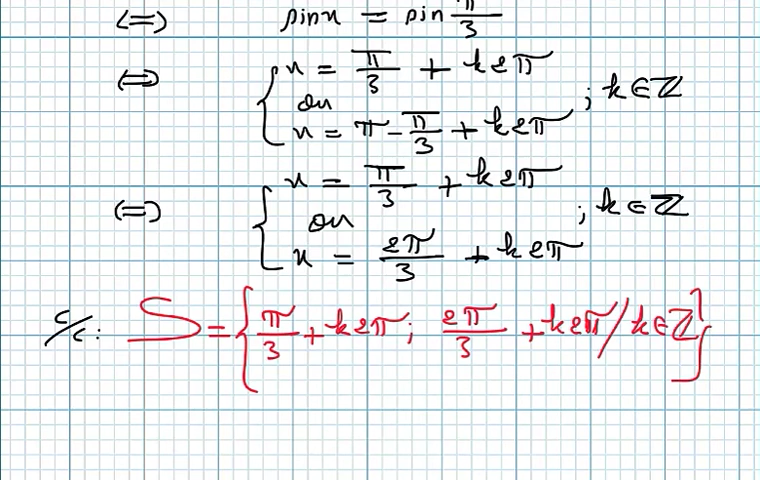 (=) sin x = sin π/3
⇔ { x = π/3 + k2π
ou ; k ∈ ℤ
x = π - π/3 + k2π
(=) { x = π/3 + k2π
ou ; k ∈ ℤ
x = 2π/3 + k2π
c/c: S = { π/3 + k2π; 2π/3 + k2π / k ∈ ℤ }